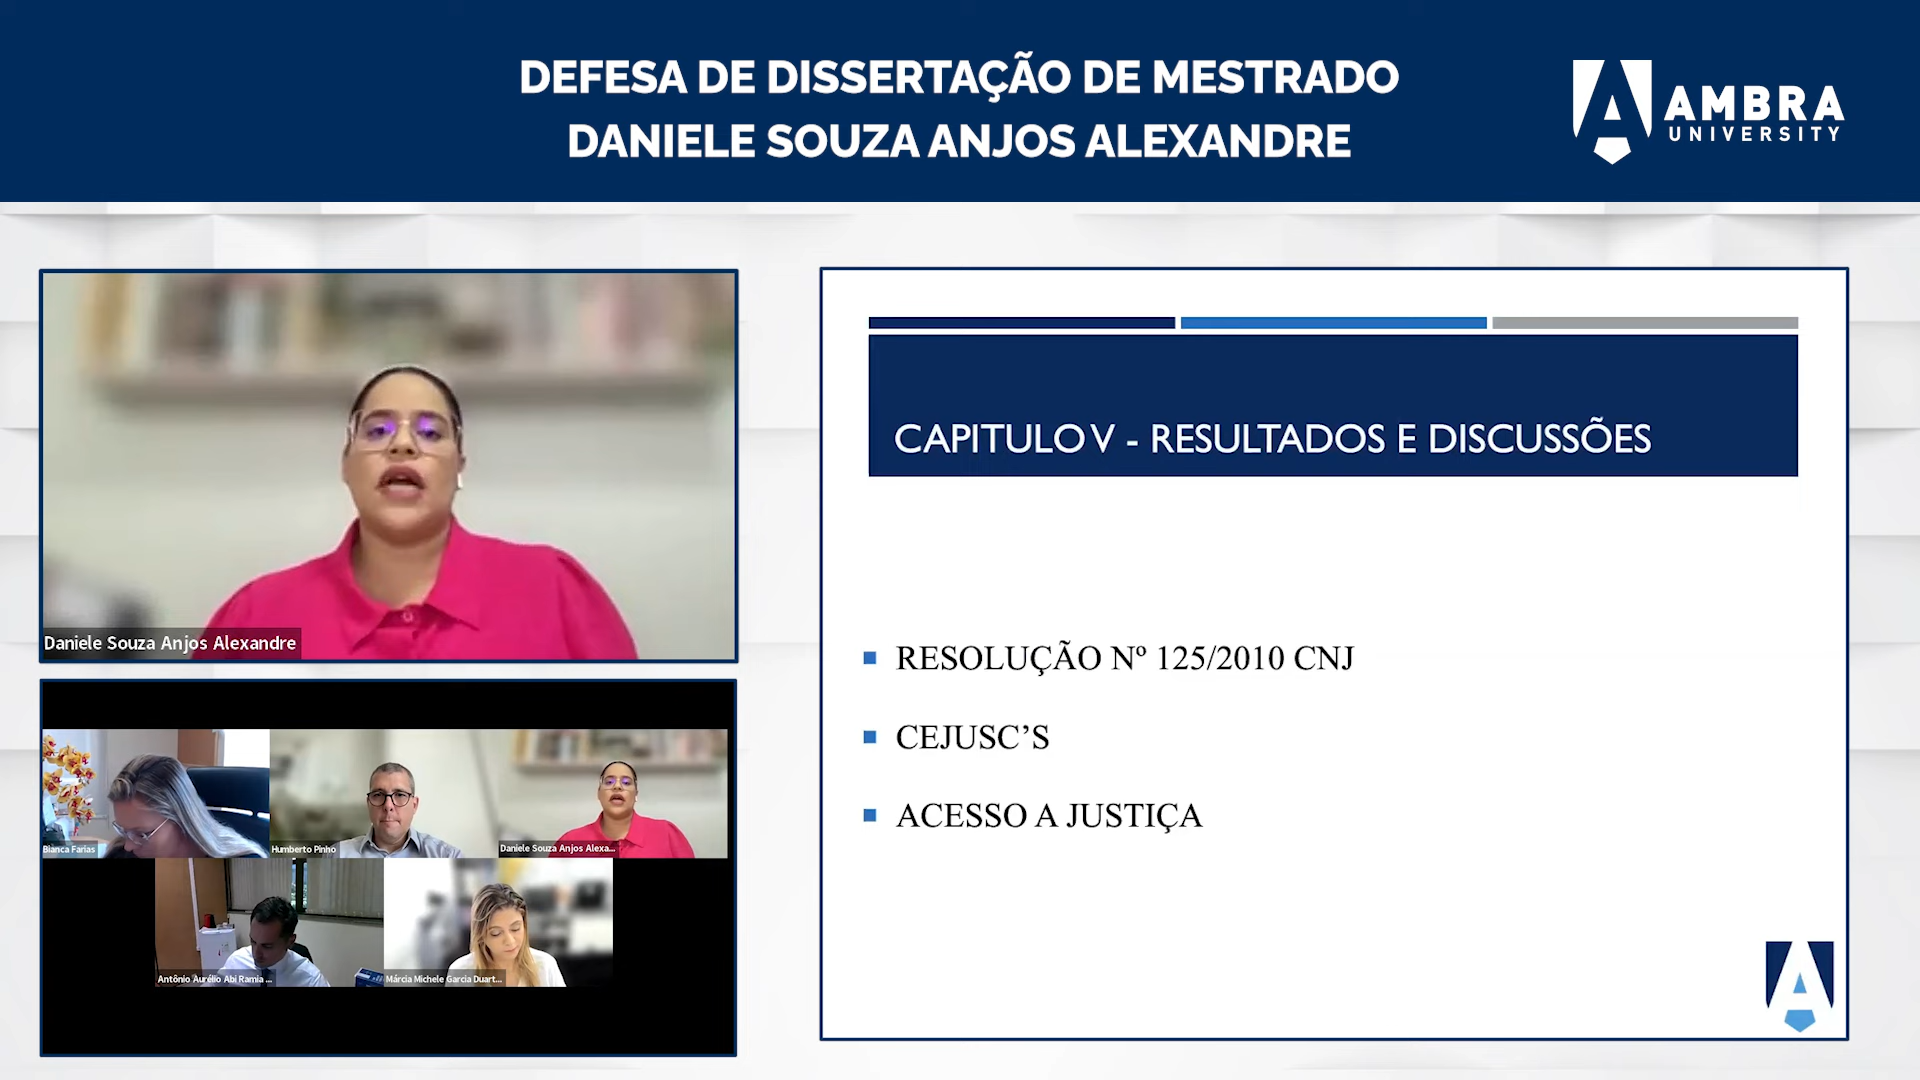 DEFESA DE DISSERTAÇÃO DE MESTRADO
DANIELE SOUZA ANJOS ALEXANDRE
AMBRA
UNIVERSITY
Daniele Souza Anjos Alexandre
Bianca Farias
Humberto Pinho
Daniele Souza Anjos Alexa...
Antônio Aurélio Abi Ramia ...
Márcia Michele Garcia Duart...
CAPITULO V - RESULTADOS E DISCUSSÕES
RESOLUÇÃO Nº 125/2010 CNJ
CEJUSC’S
ACESSO A JUSTIÇA